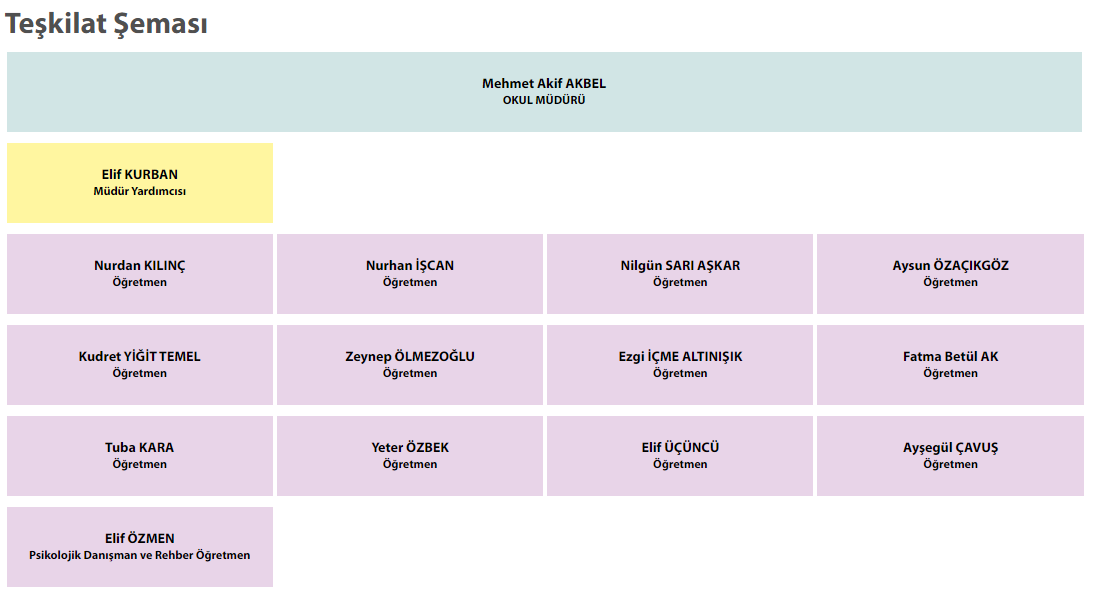 Teşkilat Şeması
Mehmet Akif AKBEL
OKUL MÜDÜRÜ
Elif KURBAN
Müdür Yardımcısı
Nurdan KILINÇ
Öğretmen
Nurhan İŞCAN
Öğretmen
Nilgün SARI AŞKAR
Öğretmen
Aysun ÖZAÇIKGÖZ
Öğretmen
Kudret YİĞİT TEMEL
Öğretmen
Zeynep ÖLMEZOĞLU
Öğretmen
Ezgi İÇME ALTINIŞIK
Öğretmen
Fatma Betül AK
Öğretmen
Tuba KARA
Öğretmen
Yeter ÖZBEK
Öğretmen
Elif ÜÇÜNCÜ
Öğretmen
Ayşegül ÇAVUŞ
Öğretmen
Elif ÖZMEN
Psikolojik Danışman ve Rehber Öğretmen